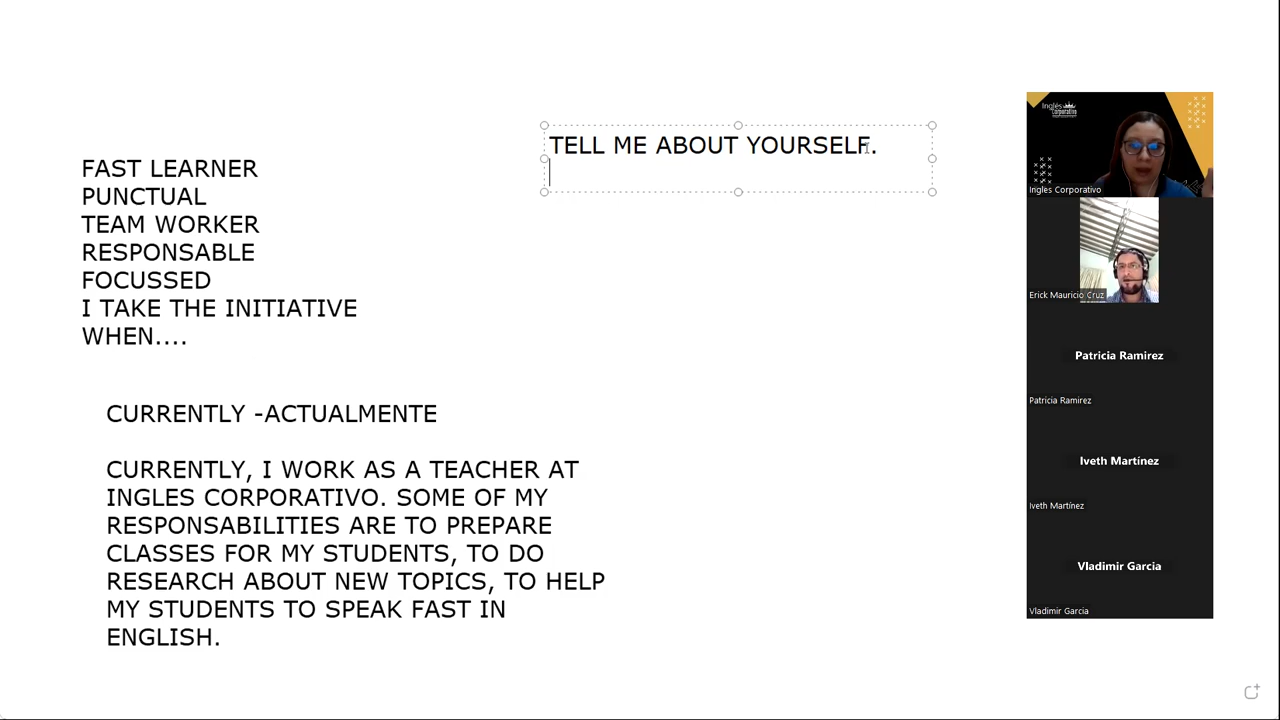 TELL ME ABOUT YOURSELF.
FAST LEARNER
PUNCTUAL
TEAM WORKER
RESPONSABLE
FOCUSSED
I TAKE THE INITIATIVE
WHEN....
CURRENTLY -ACTUALMENTE
CURRENTLY, I WORK AS A TEACHER AT
INGLES CORPORATIVO. SOME OF MY
RESPONSABILITIES ARE TO PREPARE
CLASSES FOR MY STUDENTS, TO DO
RESEARCH ABOUT NEW TOPICS, TO HELP
MY STUDENTS TO SPEAK FAST IN
ENGLISH.
Inglés
Corporativo
Ingles Corporativo
Erick Mauricio Cruz
Patricia Ramirez
Patricia Ramirez
Iveth Martínez
Iveth Martínez
Vladimir Garcia
Vladimir Garcia